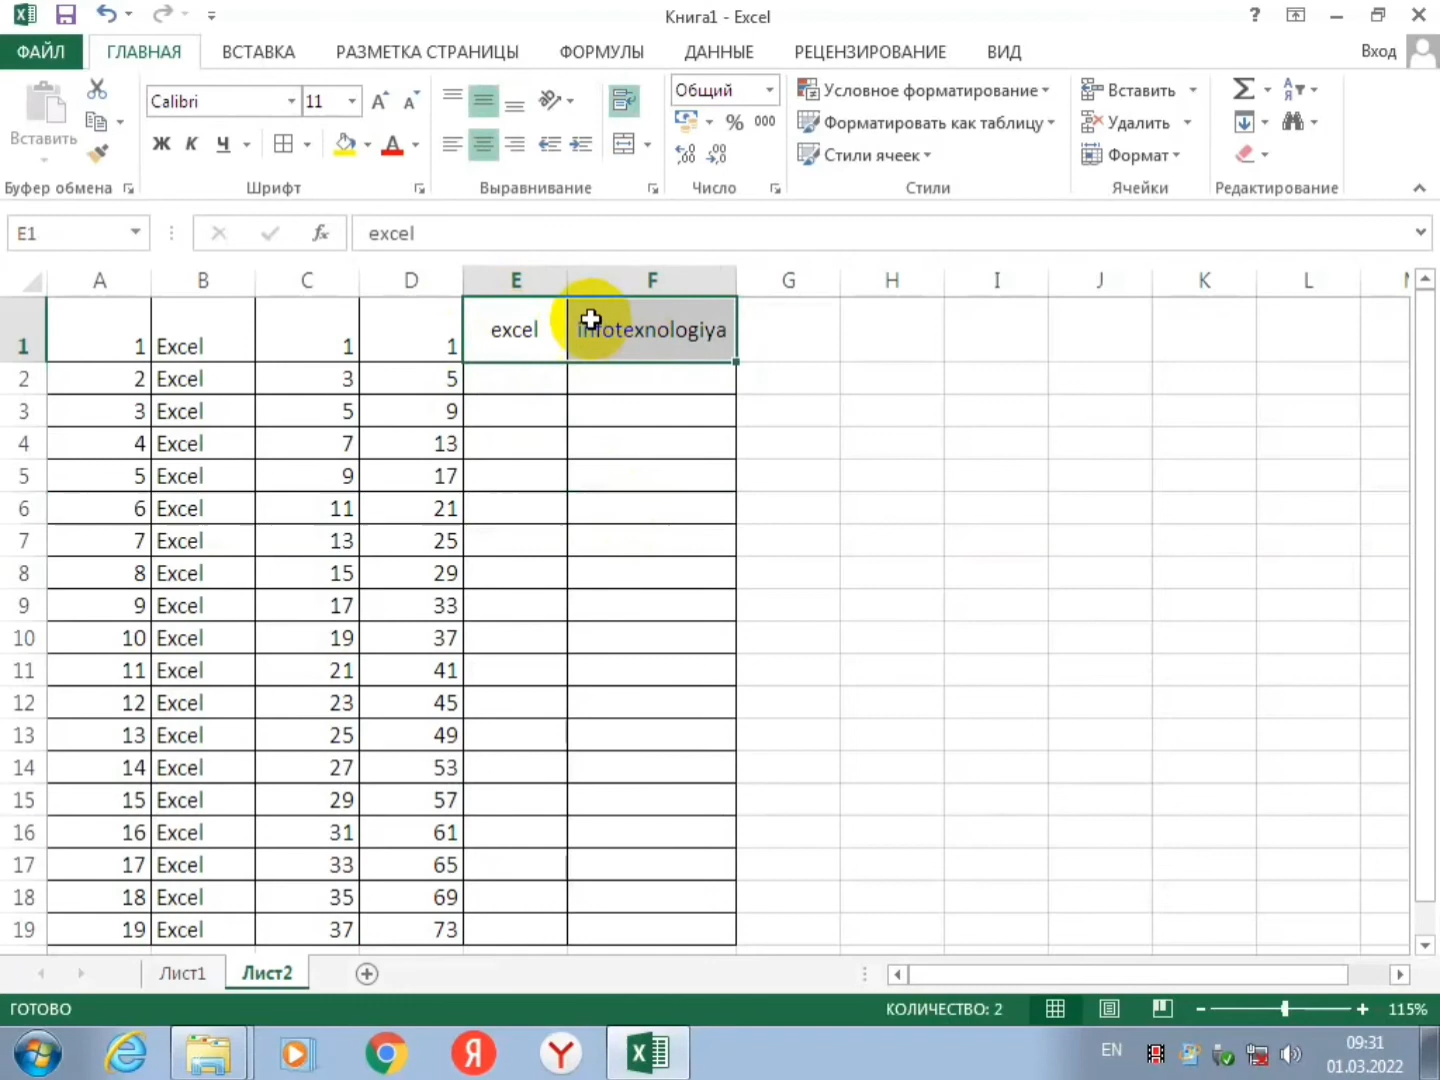 Книга1 - Excel
ФАЙЛ ГЛАВНАЯ ВСТАВКА РАЗМЕТКА СТРАНИЦЫ ФОРМУЛЫ ДАННЫЕ РЕЦЕНЗИРОВАНИЕ ВИД Вход
Calibri 11 Общий Условное форматирование Вставить
Вставить Ж К Ч % 000 Форматировать как таблицу Удалить
Стили ячеек Формат
Буфер обмена Шрифт Выравнивание Число Стили Ячейки Редактирование
E1 fx excel
A B C D E F G H I J K L
1 1 Excel 1 1 excel infotexnologiya
2 2 Excel 3 5
3 3 Excel 5 9
4 4 Excel 7 13
5 5 Excel 9 17
6 6 Excel 11 21
7 7 Excel 13 25
8 8 Excel 15 29
9 9 Excel 17 33
10 10 Excel 19 37
11 11 Excel 21 41
12 12 Excel 23 45
13 13 Excel 25 49
14 14 Excel 27 53
15 15 Excel 29 57
16 16 Excel 31 61
17 17 Excel 33 65
18 18 Excel 35 69
19 19 Excel 37 73
Лист1 Лист2
ГОТОВО КОЛИЧЕСТВО: 2 115%
EN 09:31
01.03.2022